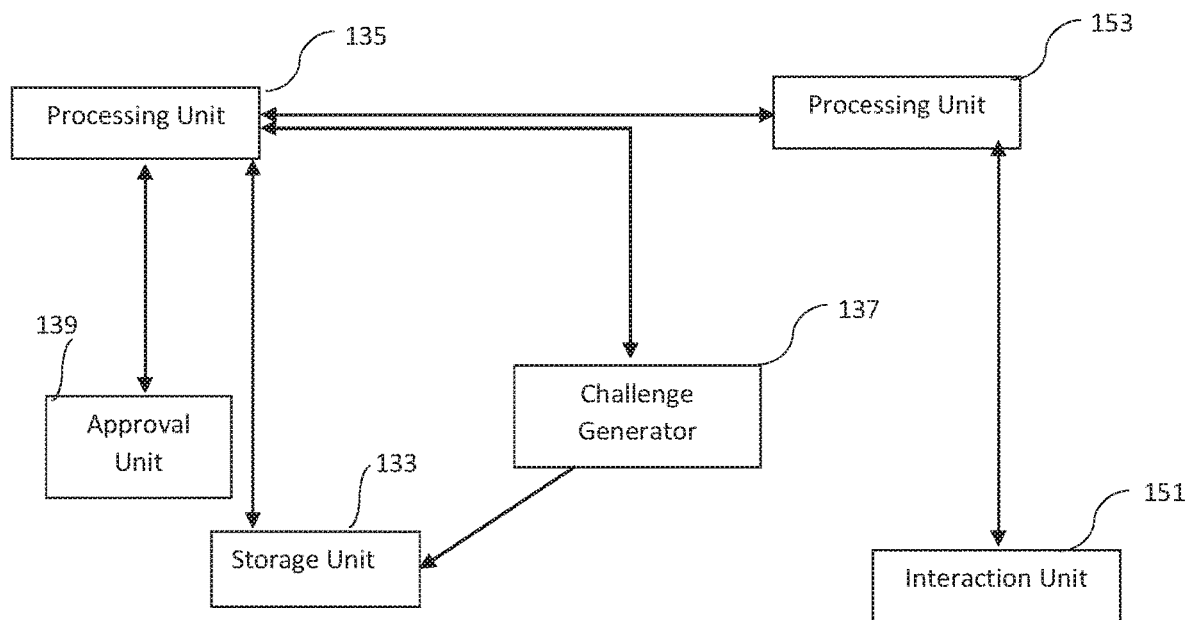 135
153
Processing Unit
Processing Unit
137
139
Challenge
Generator
Approval
Unit
133
151
Storage Unit
Interaction Unit